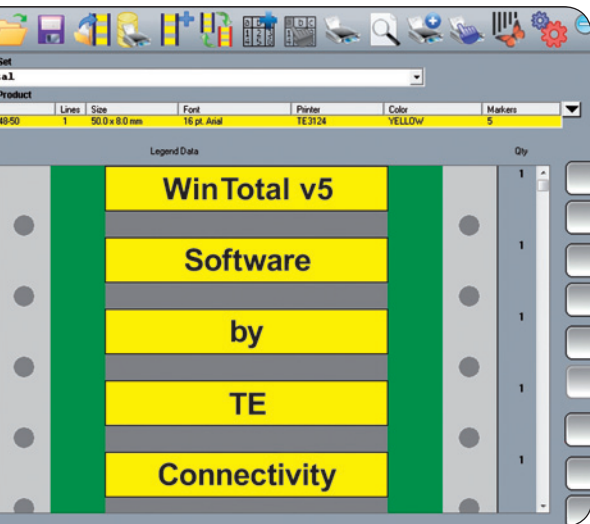 Set
al
Product
Lines Size Font Printer Color Markers
48-50 1 50.0 x 8.0 mm 16 pt. Arial TE3124 YELLOW 5
Legend Data Qty
WinTotal v5 1
Software 1
by 1
TE 1
Connectivity 1